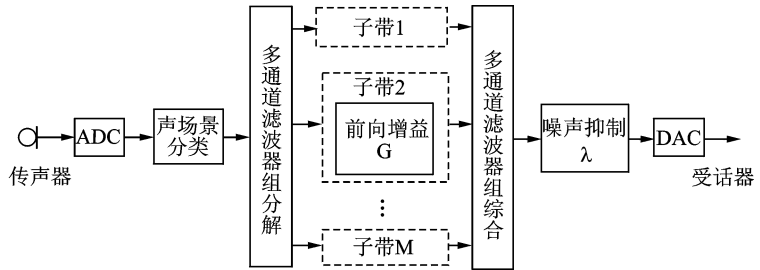 传声器
ADC
声场景
分类
多通道滤波器组分解
子带1
子带2
前向增益
G
子带M
多通道滤波器组综合
噪声抑制
λ
DAC
受话器